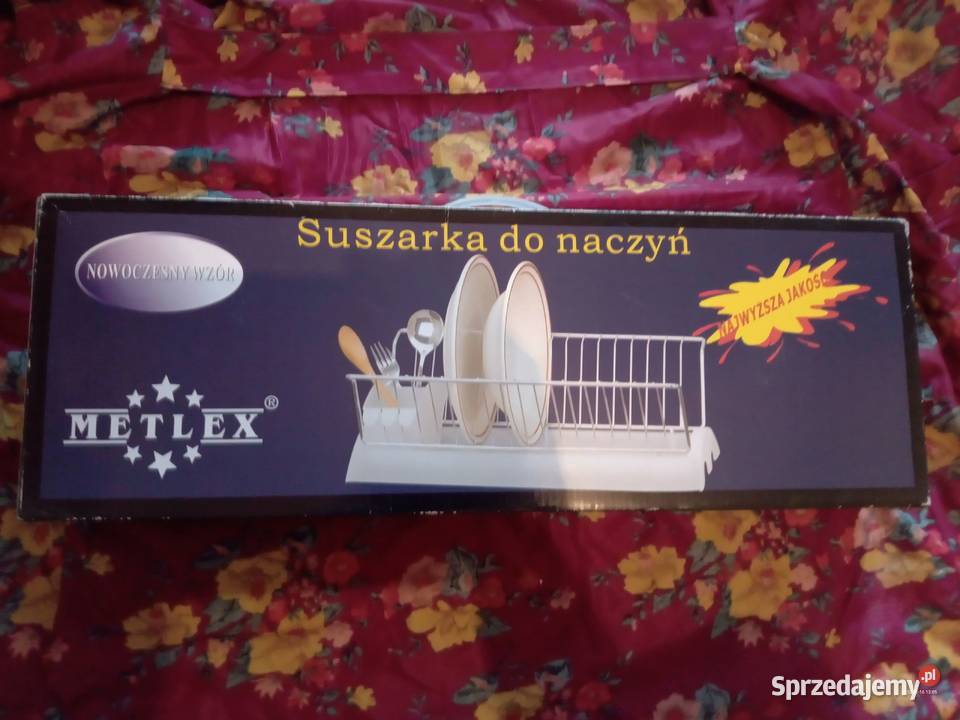 Suszarka do naczyń
NOWOCZESNY WZÓR
NAJWYŻSZA JAKOŚĆ
METLEX®
Sprzedajemy.pl